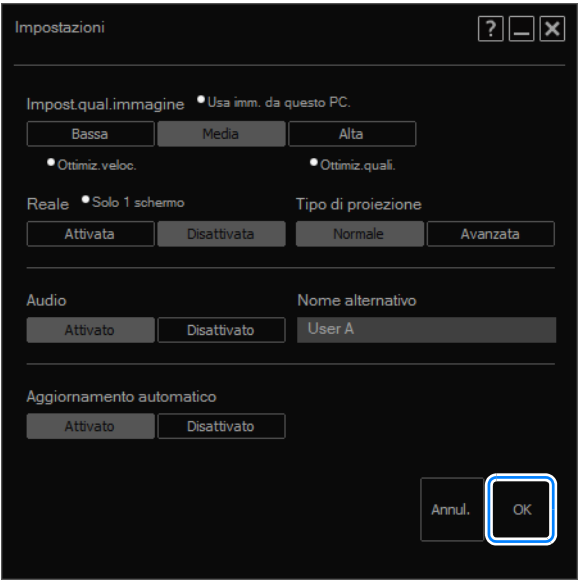 Impostazioni
?
Impost.qual.immagine Usa imm. da questo PC.
Bassa Media Alta
Ottimiz.veloc. Ottimiz.quali.
Reale Solo 1 schermo Tipo di proiezione
Attivata Disattivata Normale Avanzata
Audio Nome alternativo
Attivato Disattivato User A
Aggiornamento automatico
Attivato Disattivato
Annul. OK